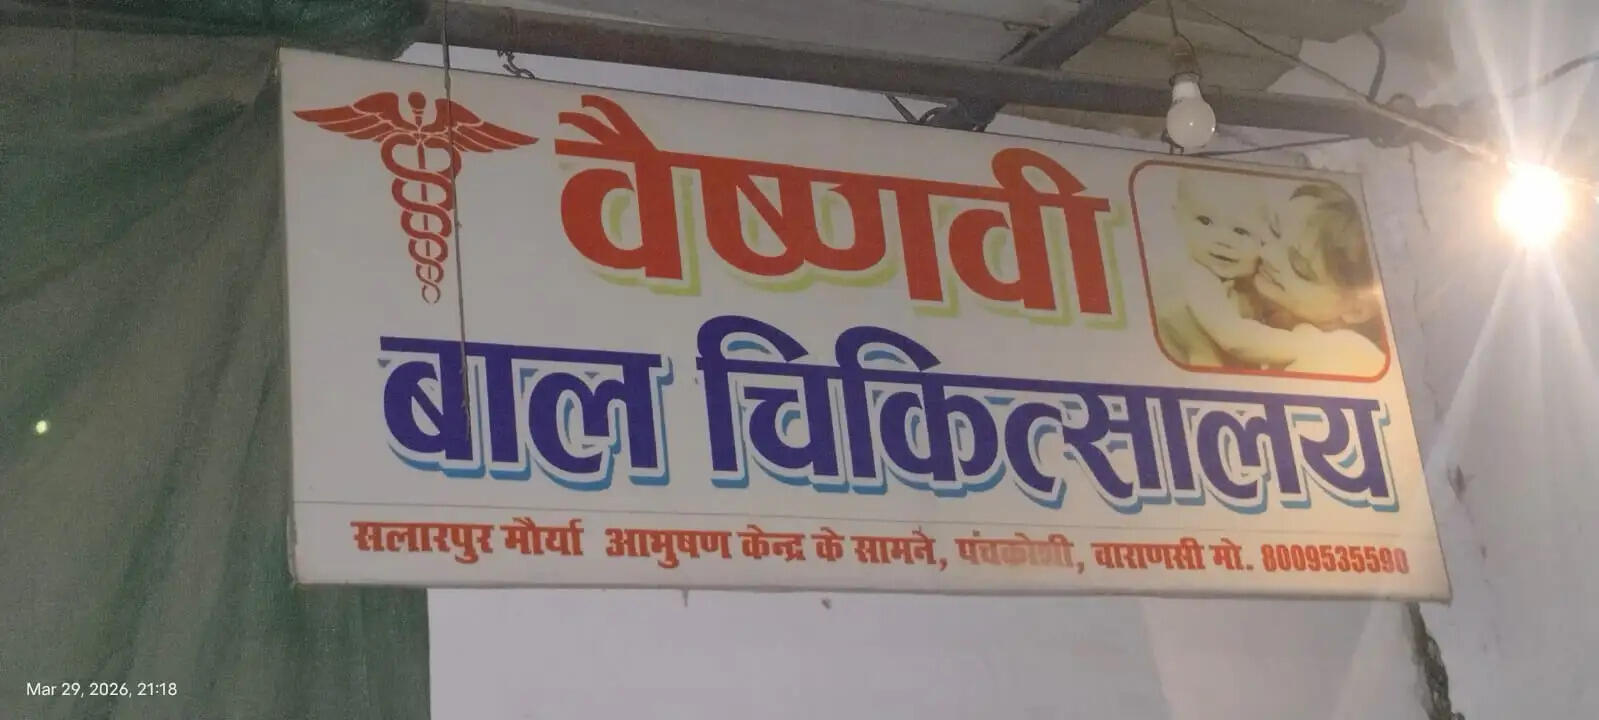 वैष्णवी
बाल चिकित्सालय
सलारपुर मौर्या आभुषण केन्द्र के सामने, पंचकोशी, वाराणसी मो. 8009535590
Mar 29, 2026, 21:18